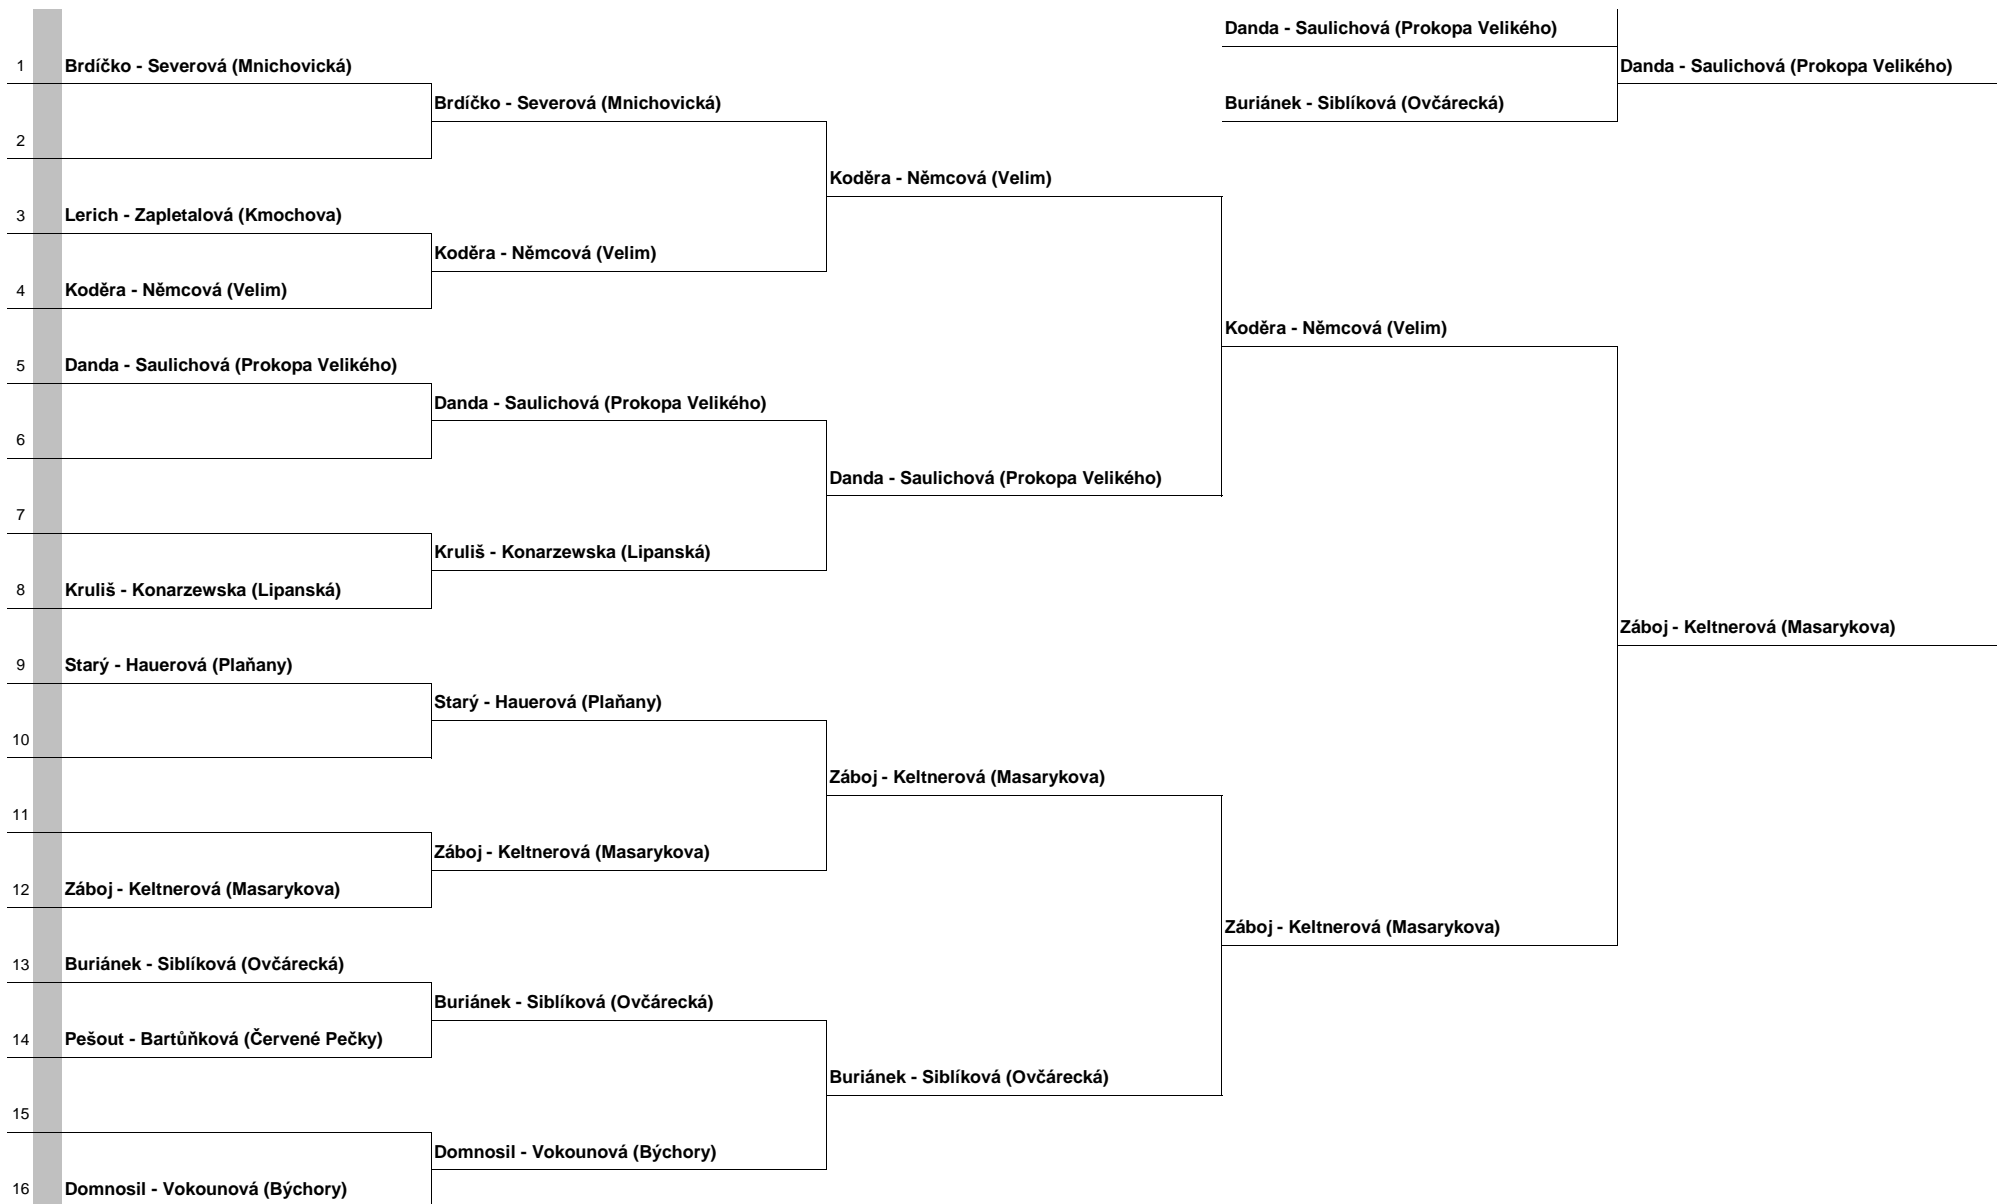 Danda - Saulichová (Prokopa Velikého)
1 Brdíčko - Severová (Mnichovická)
Danda - Saulichová (Prokopa Velikého)
Brdíčko - Severová (Mnichovická)
Buriánek - Siblíková (Ovčárecká)
2
Koděra - Němcová (Velim)
3 Lerich - Zapletalová (Kmochova)
Koděra - Němcová (Velim)
4 Koděra - Němcová (Velim)
Koděra - Němcová (Velim)
5 Danda - Saulichová (Prokopa Velikého)
Danda - Saulichová (Prokopa Velikého)
6
Danda - Saulichová (Prokopa Velikého)
7
Kruliš - Konarzewska (Lipanská)
8 Kruliš - Konarzewska (Lipanská)
Záboj - Keltnerová (Masarykova)
9 Starý - Hauerová (Plaňany)
Starý - Hauerová (Plaňany)
10
Záboj - Keltnerová (Masarykova)
11
Záboj - Keltnerová (Masarykova)
12 Záboj - Keltnerová (Masarykova)
Záboj - Keltnerová (Masarykova)
13 Buriánek - Siblíková (Ovčárecká)
Buriánek - Siblíková (Ovčárecká)
14 Pešout - Bartůňková (Červené Pečky)
Buriánek - Siblíková (Ovčárecká)
15
Domnosil - Vokounová (Býchory)
16 Domnosil - Vokounová (Býchory)